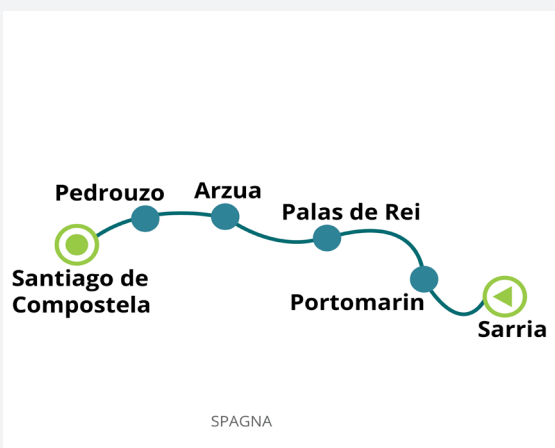 Pedrouzo
Arzua
Palas de Rei
Santiago de
Compostela
Portomarin
Sarria
SPAGNA